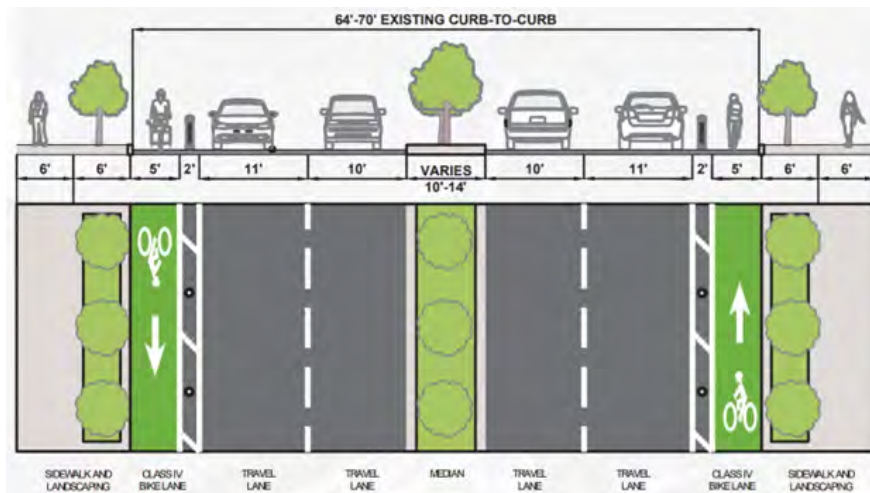 64'-70' EXISTING CURB-TO-CURB
6' 6' 5' 2' 11' 10' VARIES 10' 11' 2' 5' 6' 6'
10'-14'
SIDEWALK AND CLASS IV TRAVEL TRAVEL MEDIAN TRAVEL TRAVEL CLASS IV SIDEWALK AND
LANDSCAPING BIKE LANE LANE LANE LANE LANE BIKE LANE LANDSCAPING